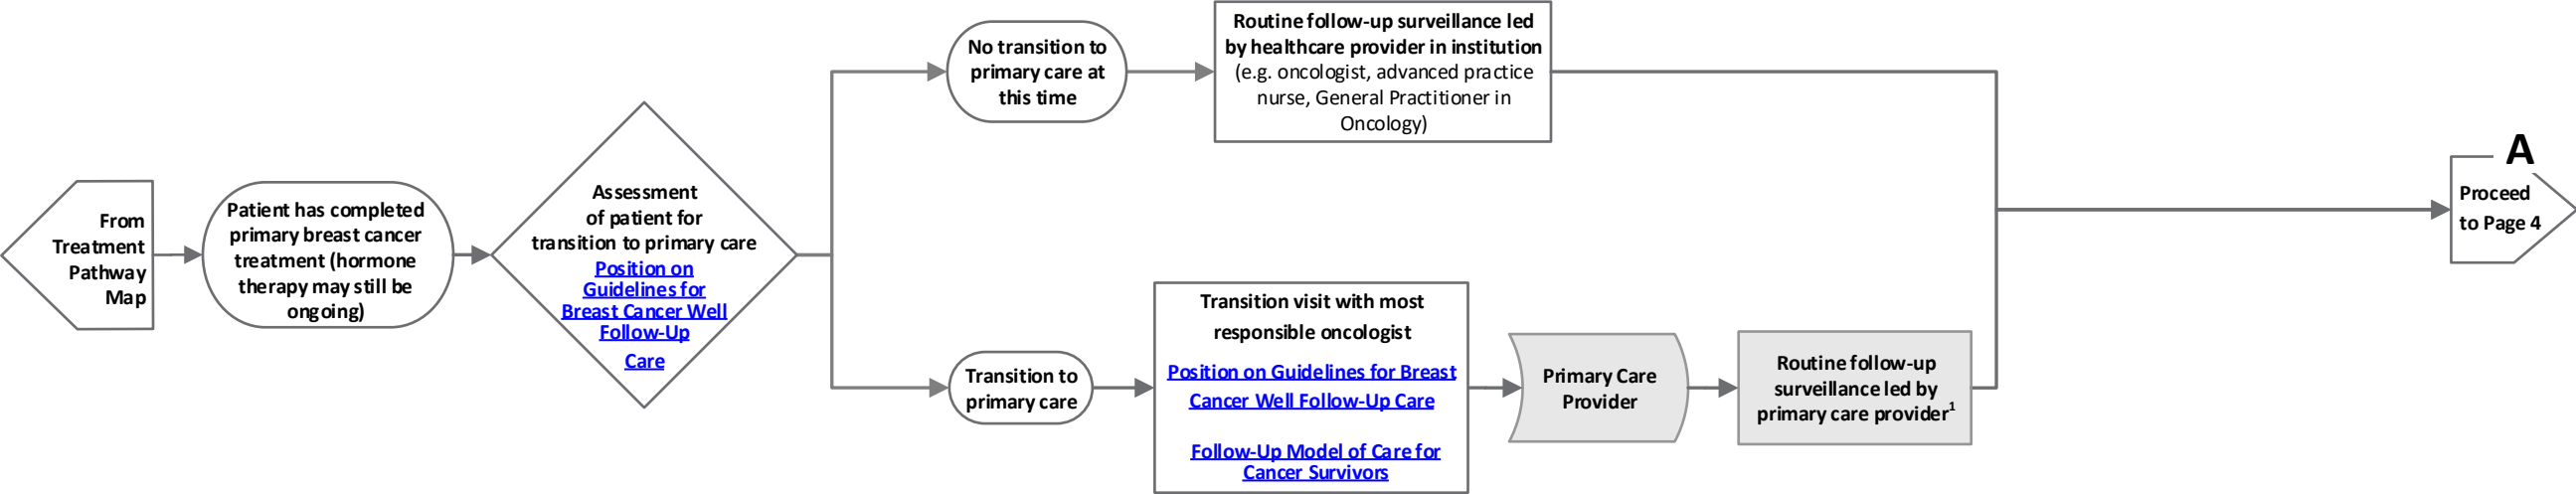 From
Treatment
Pathway
Map
Patient has completed
primary breast cancer
treatment (hormone
therapy may still be
ongoing)
Assessment
of patient for
transition to primary care
Position on
Guidelines for
Breast Cancer Well
Follow-Up
Care
No transition to
primary care at
this time
Routine follow-up surveillance led
by healthcare provider in institution
(e.g. oncologist, advanced practice
nurse, General Practitioner in
Oncology)
Transition to
primary care
Transition visit with most
responsible oncologist
Position on Guidelines for Breast
Cancer Well Follow-Up Care
Follow-Up Model of Care for
Cancer Survivors
Primary Care
Provider
Routine follow-up
surveillance led by
primary care provider¹
A
Proceed
to Page 4